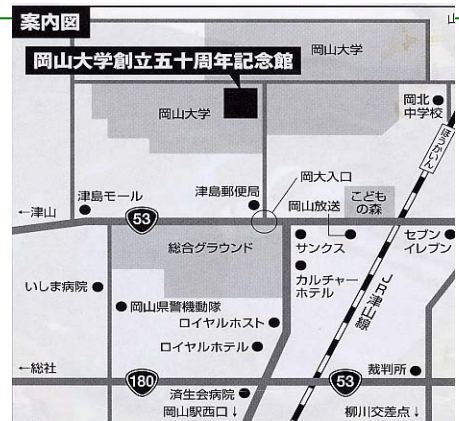 案内図
山
岡山大学
岡山大学創立五十周年記念館
岡山大学
岡北
中学校
ほうかいいん
岡大入口
津島モール
津島郵便局
岡山放送
こども
の森
←津山
53
総合グラウンド
サンクス
セブン
イレブン
カルチャー
ホテル
JR津山線
いしま病院
岡山県警機動隊
ロイヤルホスト
ロイヤルホテル
←総社
裁判所
180
53
済生会病院
岡山駅西口↓
柳川交差点↓